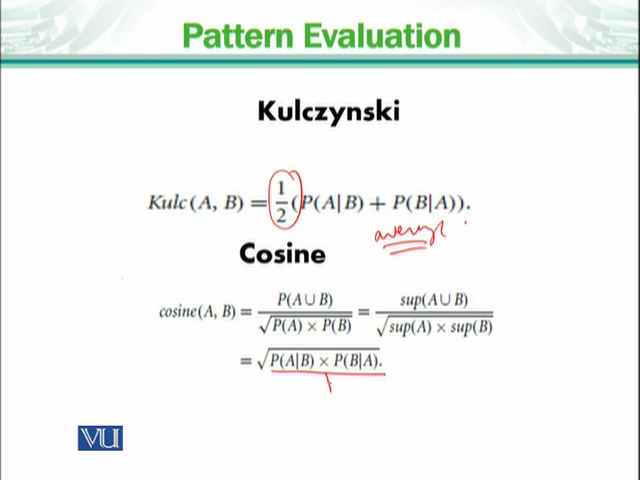 Pattern Evaluation
Kulczynski
Kulc(A, B) = 1/2 (P(A|B) + P(B|A)).
average
Cosine
cosine(A, B) = P(A∪B) / √P(A) × P(B) = sup(A∪B) / √sup(A) × sup(B)
= √P(A|B) × P(B|A).
VU